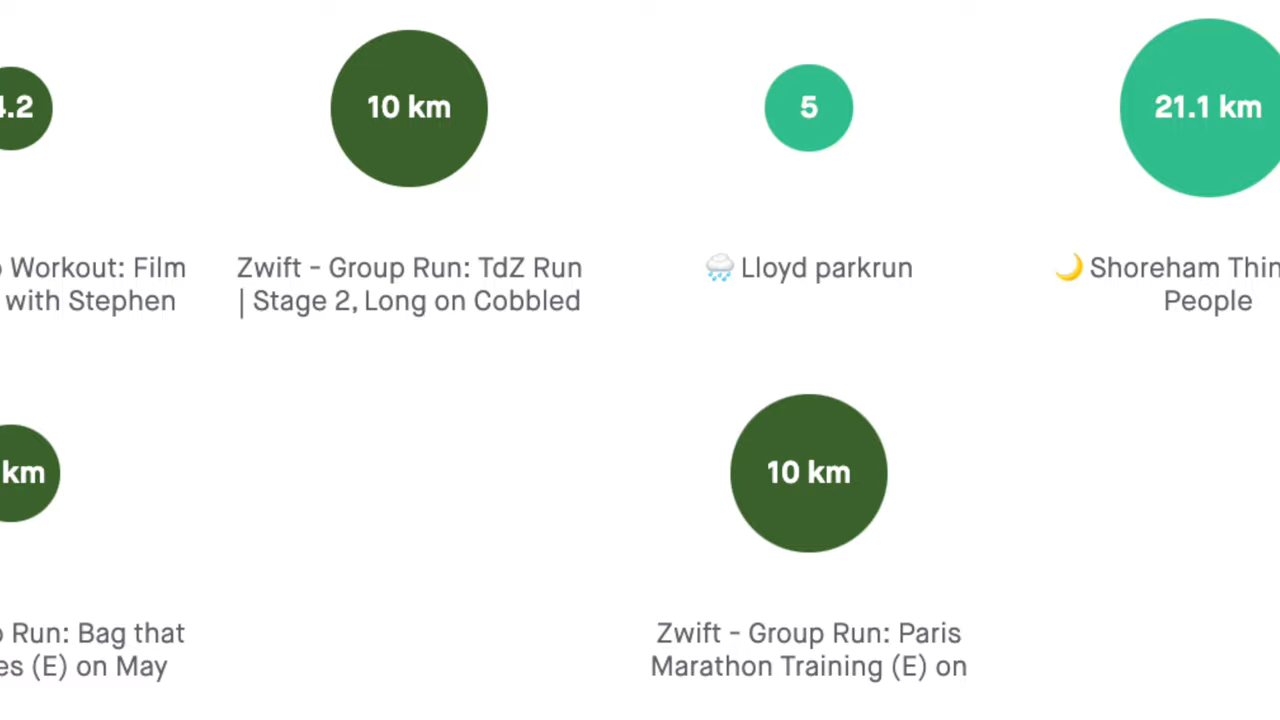 4.2
10 km
5
21.1 km
Workout: Film
with Stephen
Zwift - Group Run: TdZ Run
| Stage 2, Long on Cobbled
🌧️ Lloyd parkrun
🌙 Shoreham
People
km
10 km
Run: Bag that
(E) on May
Zwift - Group Run: Paris
Marathon Training (E) on